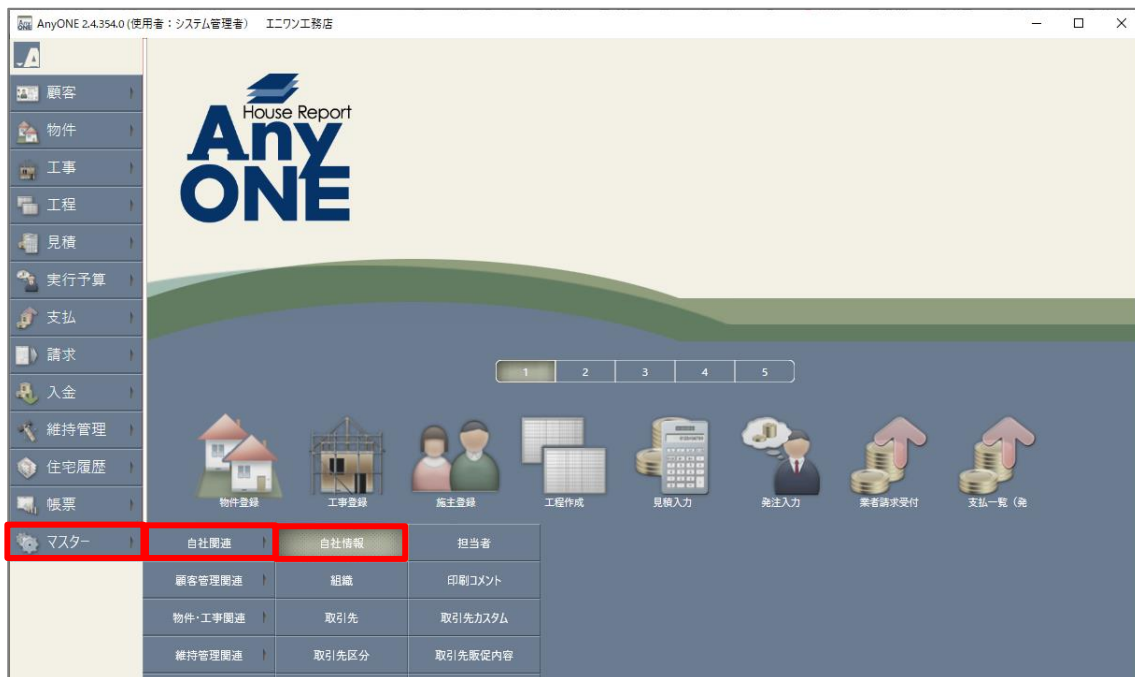 AnyONE 2.4.354.0 (使用者：システム管理者)　エニワン工務店
顧客
物件
工事
工程
見積
実行予算
支払
請求
入金
維持管理
住宅履歴
帳票
マスター
House Report
Any
ONE
1 2 3 4 5
物件登録 工事登録 施主登録 工程作成 見積入力 発注入力 業者請求受付 支払一覧（発
自社関連 自社情報 担当者
顧客管理関連 組織 印刷コメント
物件・工事関連 取引先 取引先カスタム
維持管理関連 取引先区分 取引先販促内容